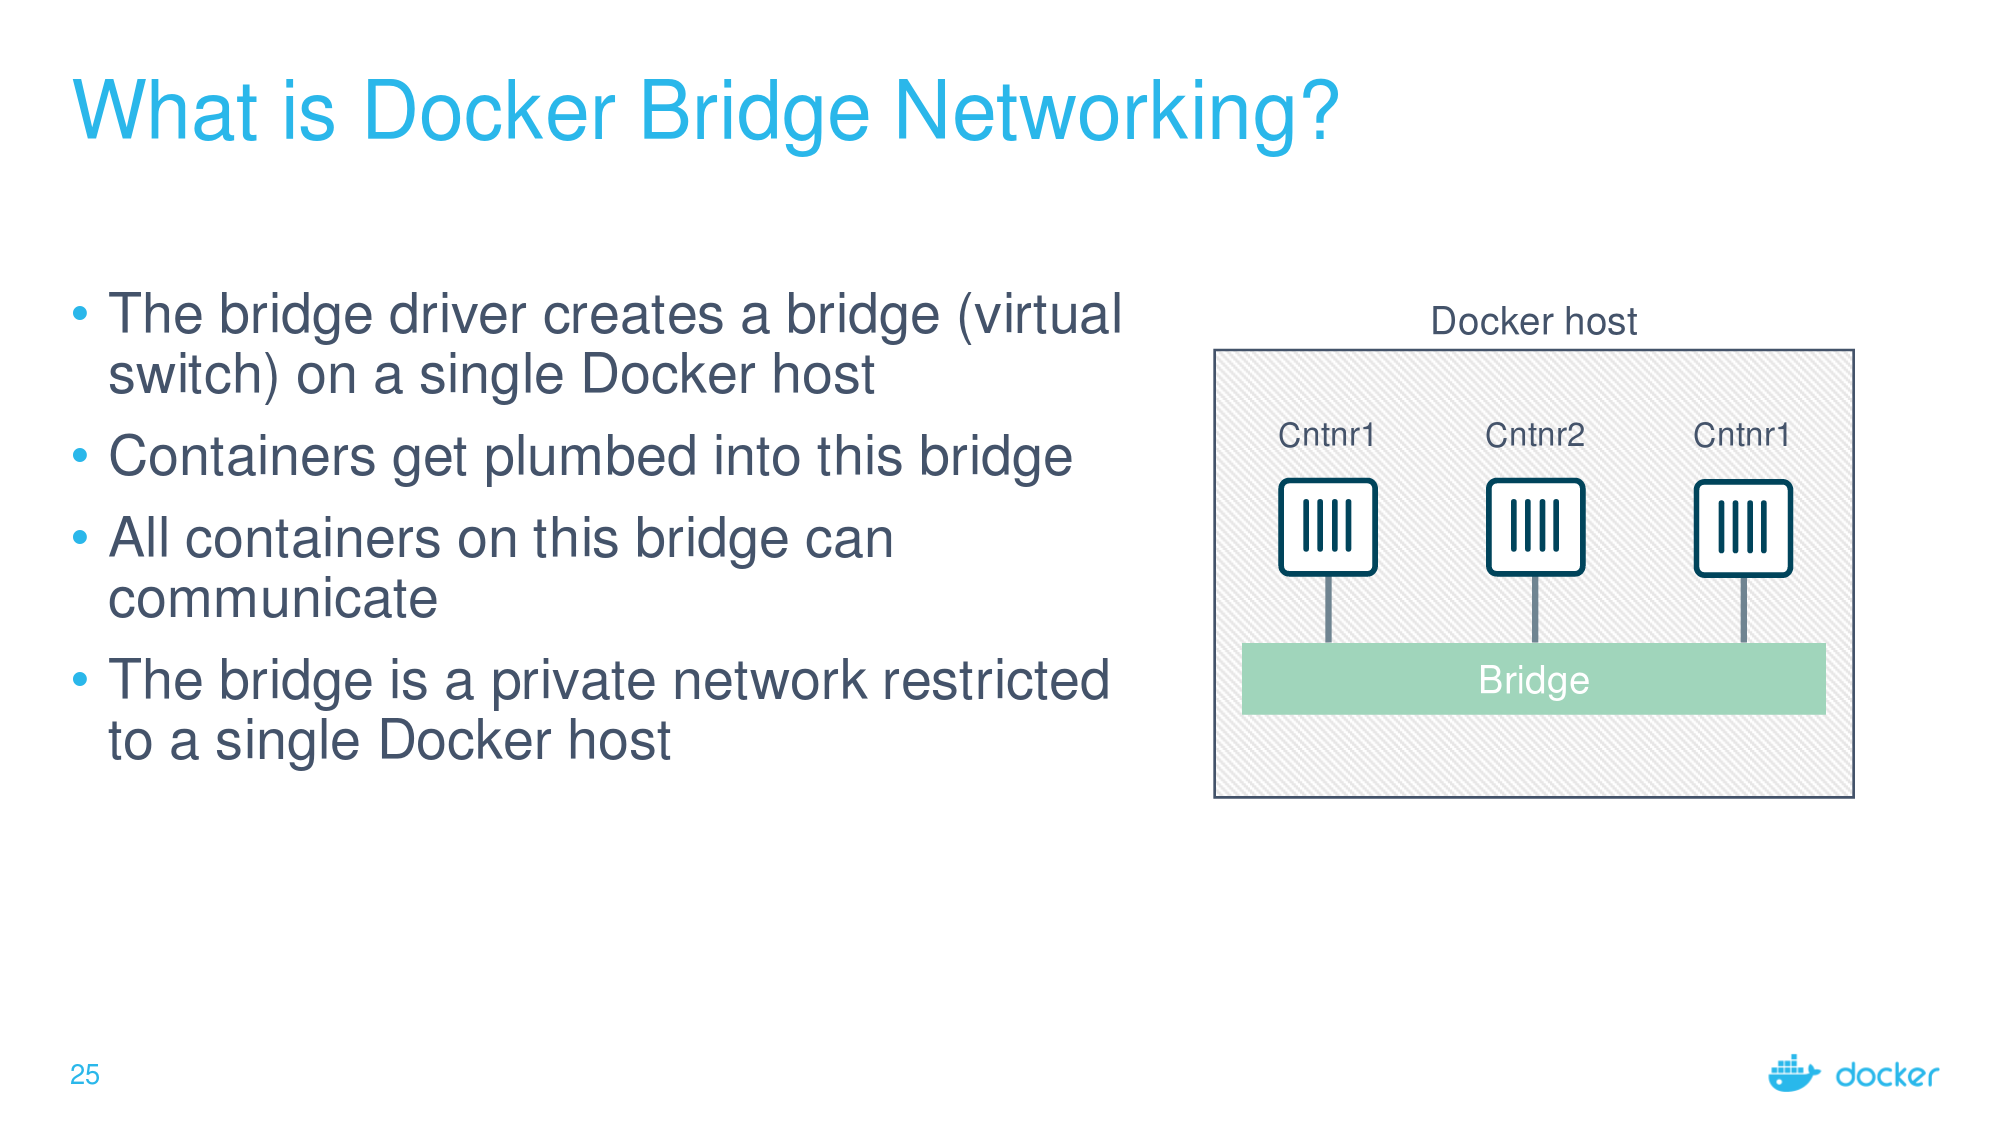 What is Docker Bridge Networking?
• The bridge driver creates a bridge (virtual
switch) on a single Docker host
• Containers get plumbed into this bridge
• All containers on this bridge can
communicate
• The bridge is a private network restricted
to a single Docker host
Docker host
Cntnr1 Cntnr2 Cntnr1
Bridge
25
docker